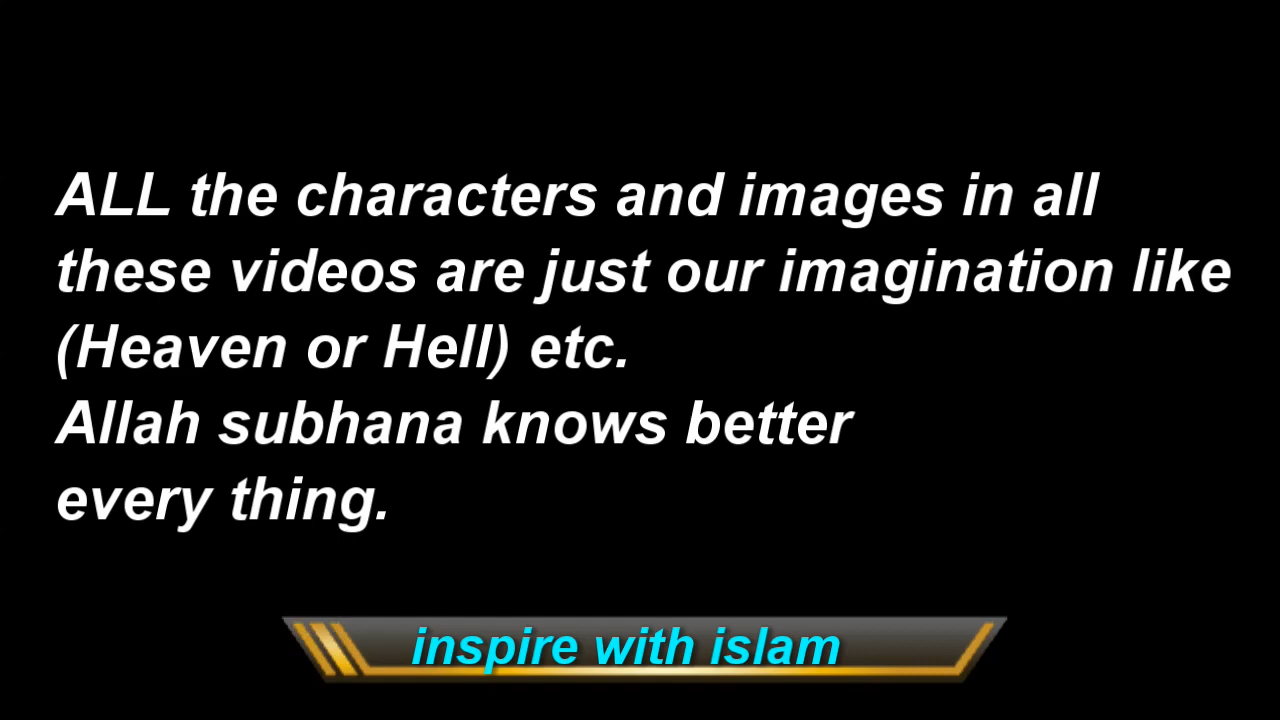 ALL the characters and images in all
these videos are just our imagination like
(Heaven or Hell) etc.
Allah subhana knows better
every thing.
inspire with islam